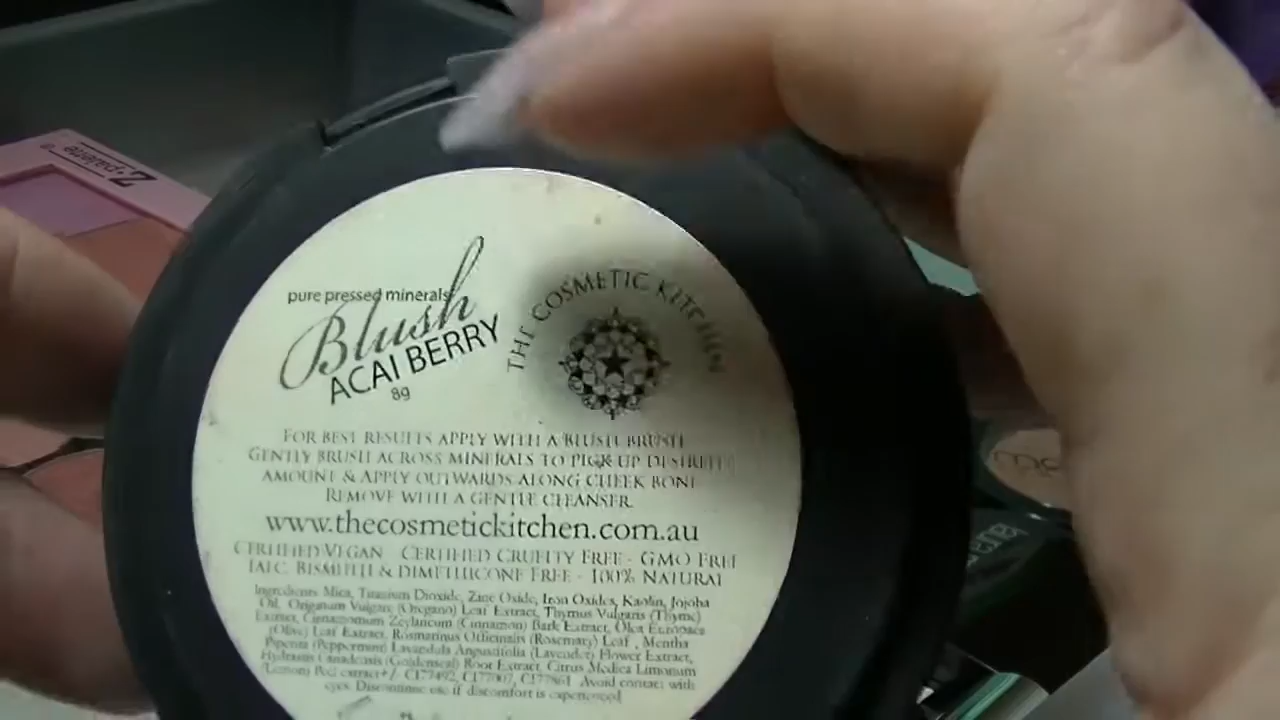 Z•palette
pure pressed minerals
Blush
ACAI BERRY
8g
THE COSMETIC KITCHEN
FOR BEST RESULTS APPLY WITH A BLUSH BRUSH
GENTLY BRUSH ACROSS MINERALS TO PICK UP DESIRED
AMOUNT & APPLY OUTWARDS ALONG CHEEK BONE
REMOVE WITH A GENTLE CLEANSER.
www.thecosmetickitchen.com.au
CERTIFIED VEGAN - CERTIFIED CRUELTY FREE - GMO FREE
TALC, BISMUTH & DIMETHICONE FREE - 100% NATURAL
Ingredients Mica, Titanium Dioxide, Zinc Oxide, Iron Oxides, Kaolin, Jojoba
Oil, Origanum Vulgare (Oregano) Leaf Extract, Thymus Vulgaris (Thyme)
Extract, Cinnamomum Zeylanicum (Cinnamon) Bark Extract, Olea Europaea
(Olive) Leaf Extract, Rosmarinus Officinalis (Rosemary) Leaf , Mentha
Piperita (Peppermint) Lavandula Angustifolia (Lavender) Flower Extract,
Hydrastis Canadensis (Goldenseal) Root Extract, Citrus Medica Limonum
(Lemon) Peel extract+/- CI77492, CI77007, CI77861 Avoid contact with
eyes. Discontinue use if discomfort is experienced